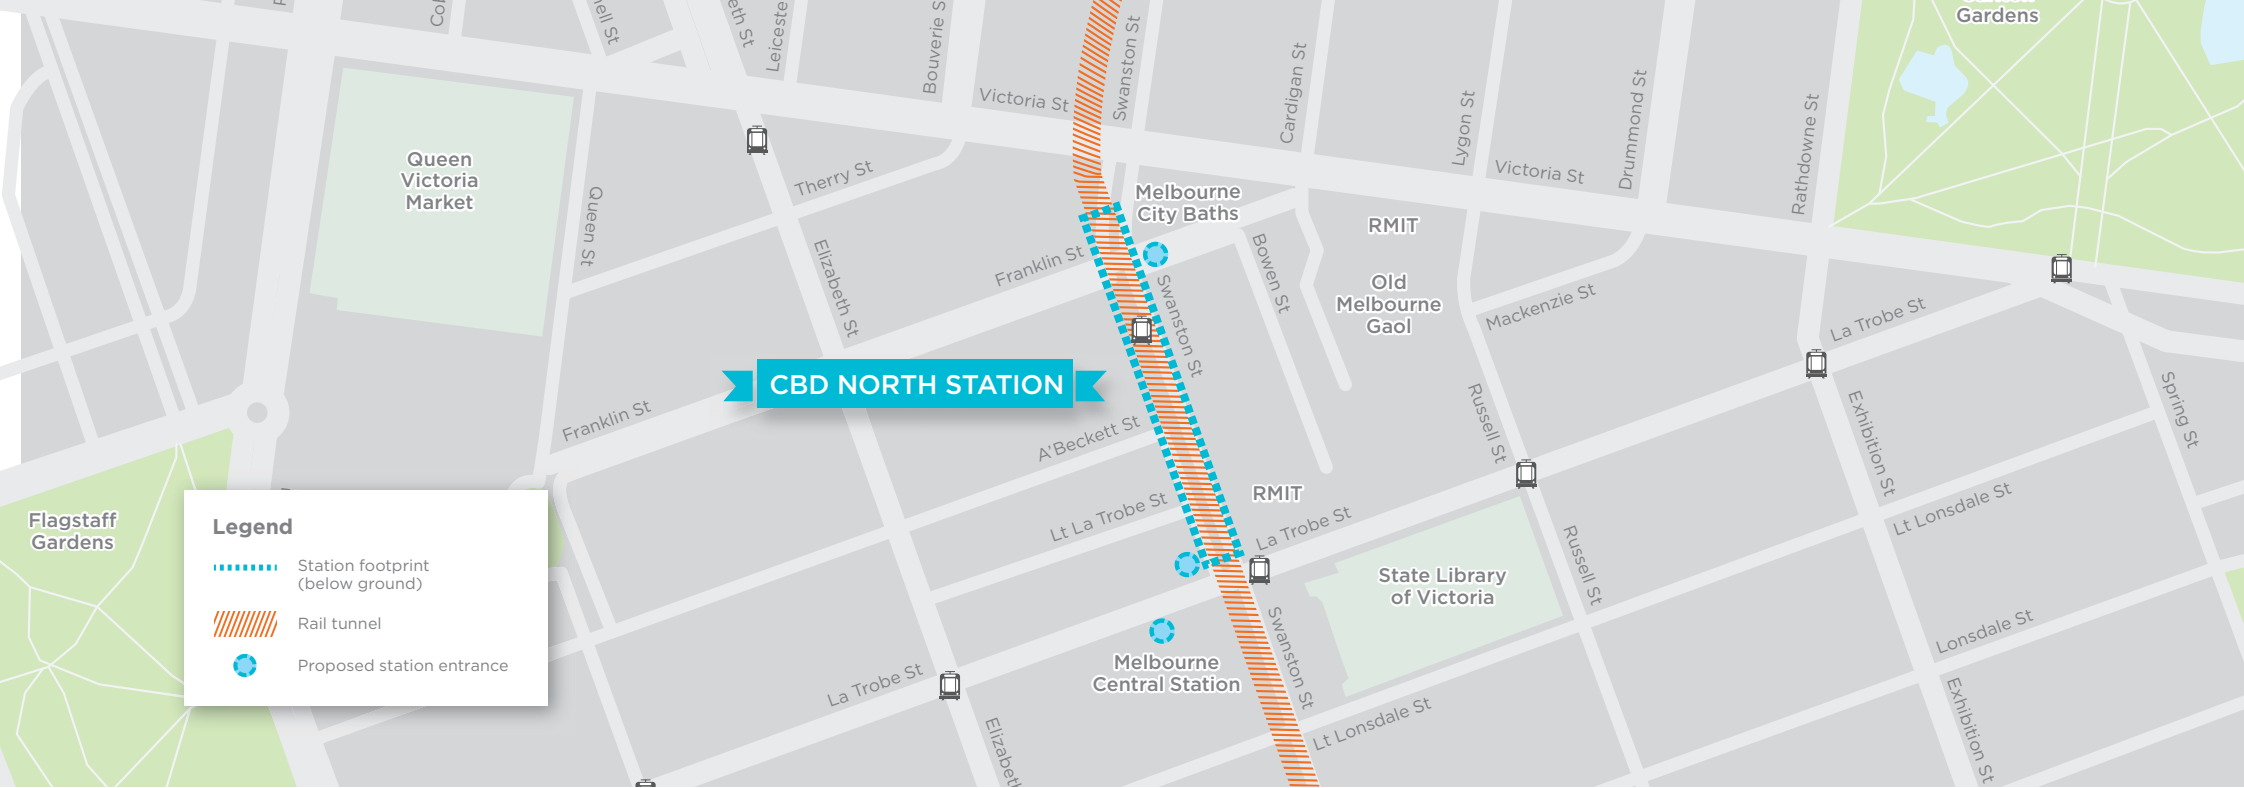 Gardens
Swanston St
Bouverie S
Victoria St
Cardigan St
Lygon St
Drummond St
Rathdowne St
Victoria St
Queen
Victoria
Market
Queen St
Therry St
Melbourne
City Baths
RMIT
Elizabeth St
Franklin St
Swanston St
Bowen St
Old
Melbourne
Gaol
Mackenzie St
La Trobe St
CBD NORTH STATION
Franklin St
A'Beckett St
Russell St
Exhibition St
Spring St
Lt La Trobe St
RMIT
La Trobe St
Lt Lonsdale St
Flagstaff
Gardens
Legend
Station footprint
(below ground)
Rail tunnel
Proposed station entrance
State Library
of Victoria
Russell St
Swanston St
Lonsdale St
Melbourne
Central Station
La Trobe St
Lt Lonsdale St
Exhibition St
Elizabeth